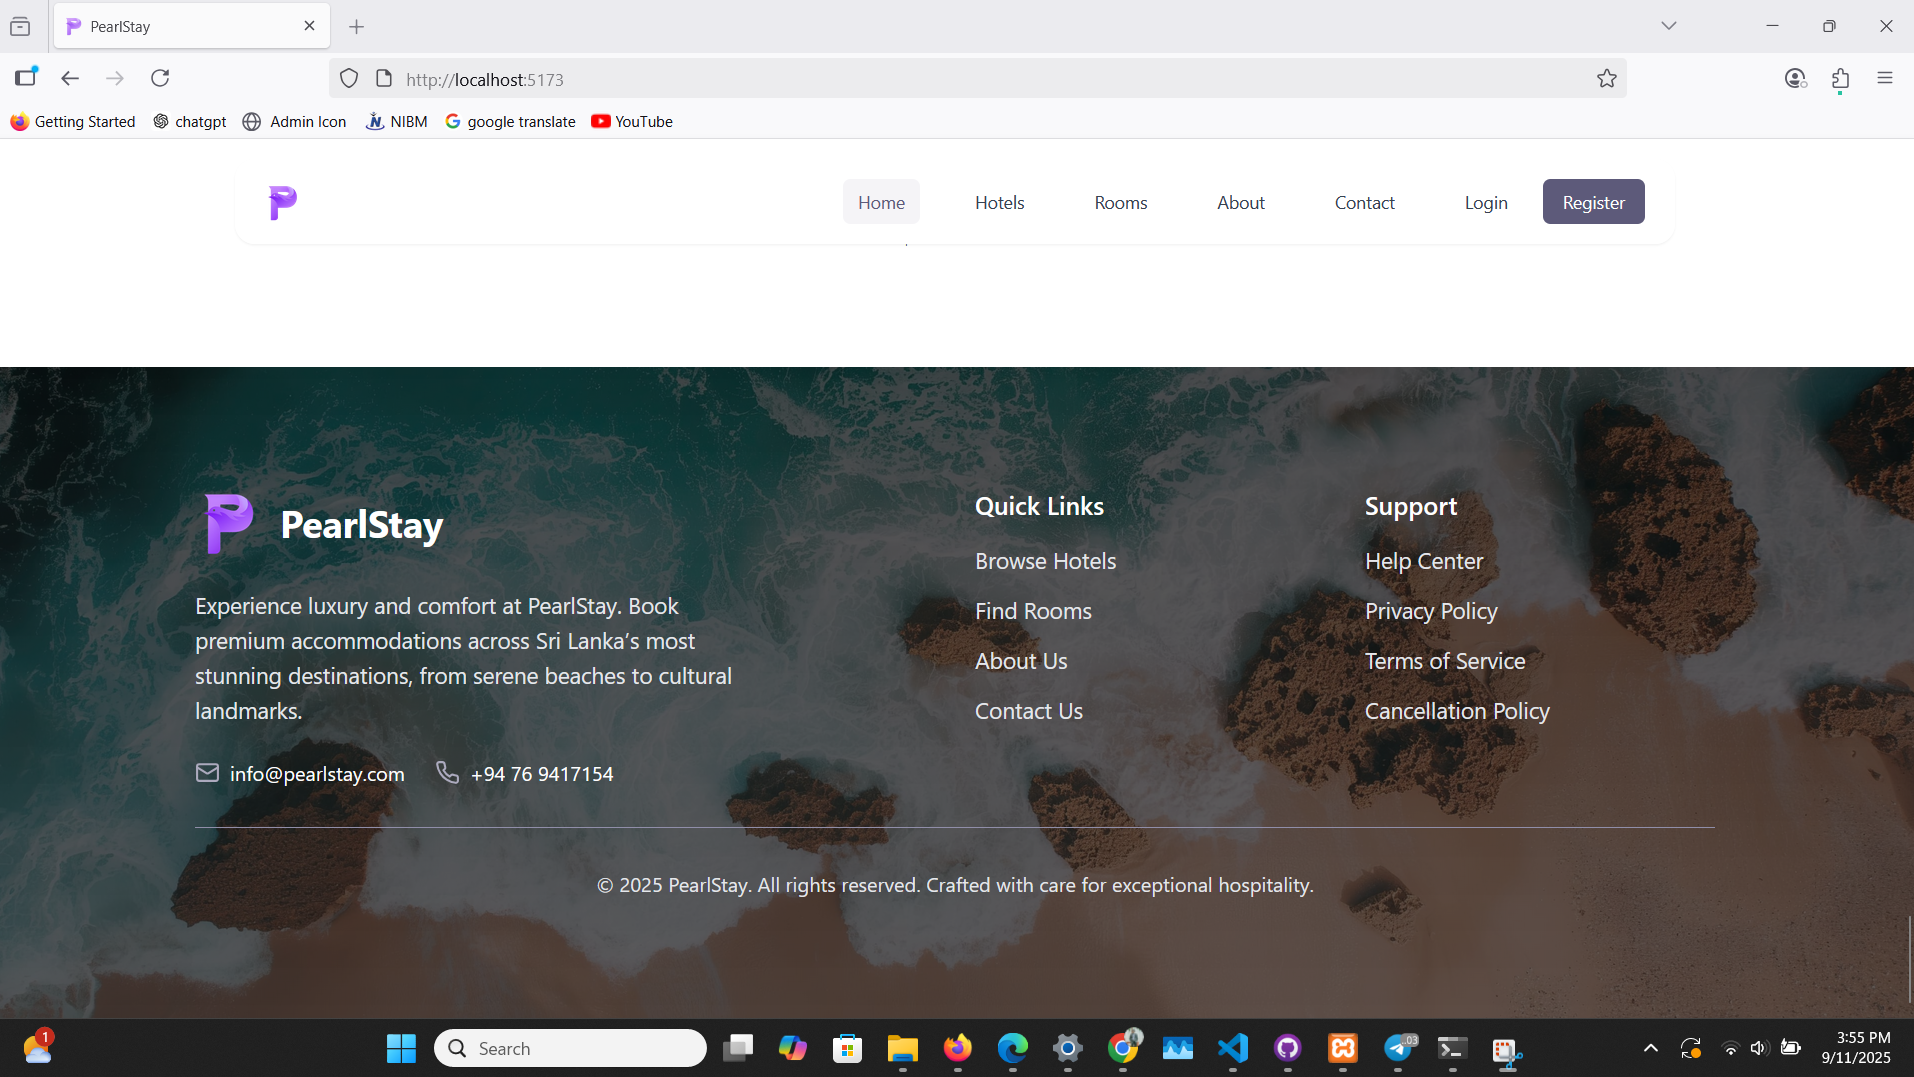 PearlStay
http://localhost:5173
Getting Started chatgpt Admin Icon NIBM google translate YouTube
Home Hotels Rooms About Contact Login Register
PearlStay
Experience luxury and comfort at PearlStay. Book
premium accommodations across Sri Lanka’s most
stunning destinations, from serene beaches to cultural
landmarks.
info@pearlstay.com +94 76 9417154
Quick Links
Browse Hotels
Find Rooms
About Us
Contact Us
Support
Help Center
Privacy Policy
Terms of Service
Cancellation Policy
© 2025 PearlStay. All rights reserved. Crafted with care for exceptional hospitality.
1
Search
.03
3:55 PM
9/11/2025